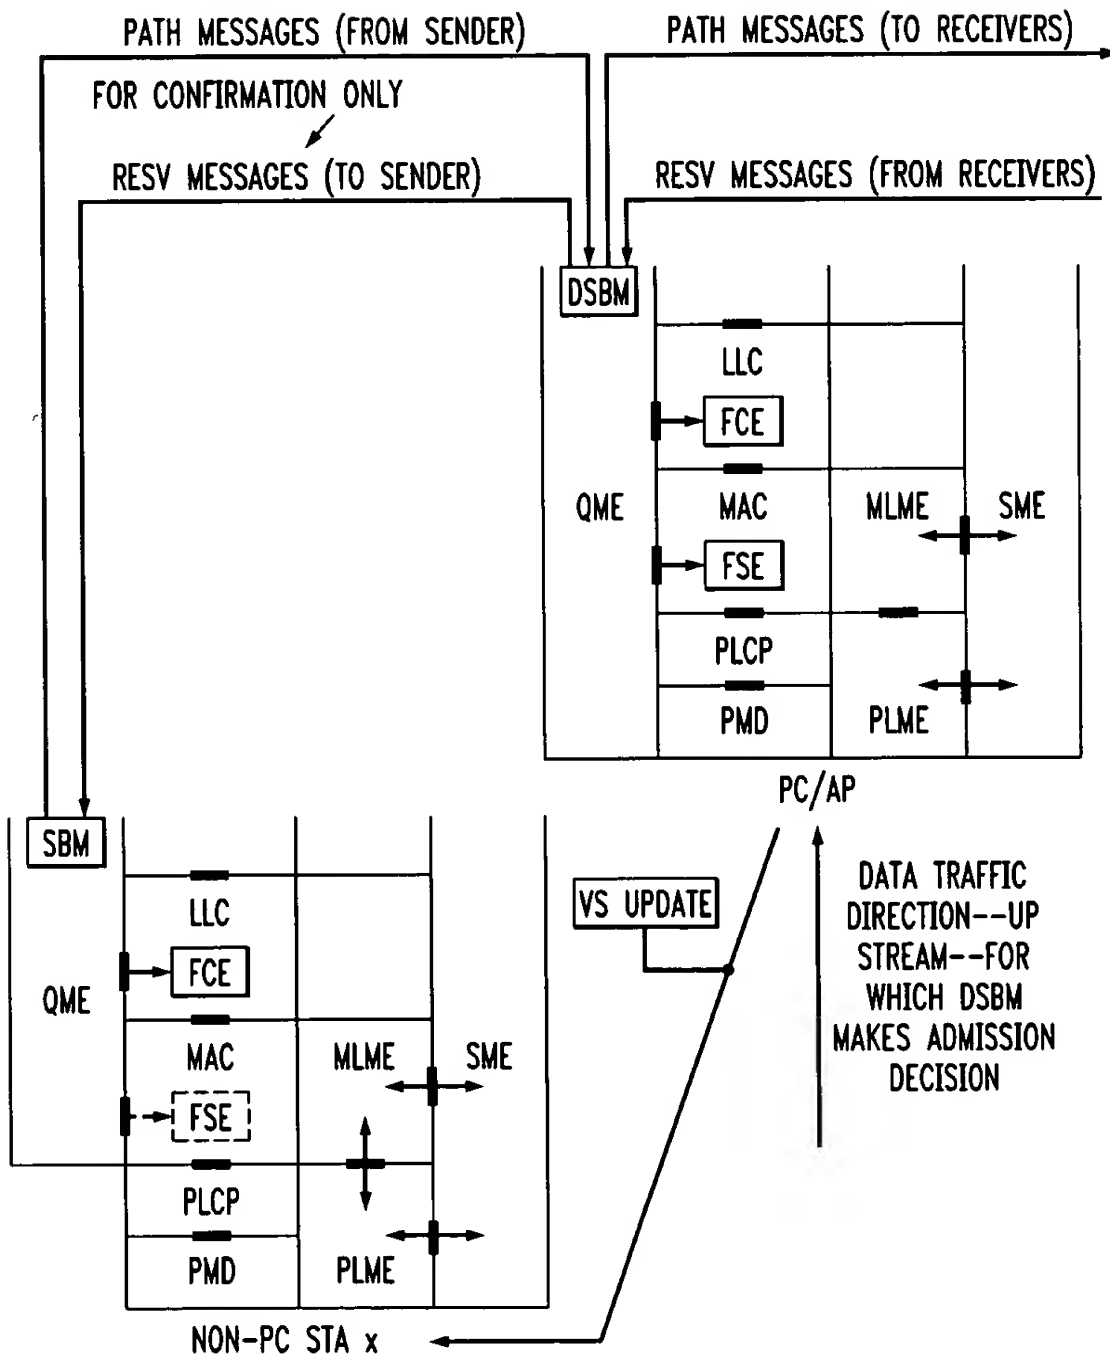 PATH MESSAGES (FROM SENDER)
PATH MESSAGES (TO RECEIVERS)
FOR CONFIRMATION ONLY
RESV MESSAGES (TO SENDER)
RESV MESSAGES (FROM RECEIVERS)
DSBM
LLC
FCE
QME
MAC
MLME
SME
FSE
PLCP
PMD
PLME
PC/AP
SBM
LLC
FCE
QME
MAC
MLME
SME
FSE
PLCP
PMD
PLME
NON-PC STA x
VS UPDATE
DATA TRAFFIC
DIRECTION--UP
STREAM--FOR
WHICH DSBM
MAKES ADMISSION
DECISION